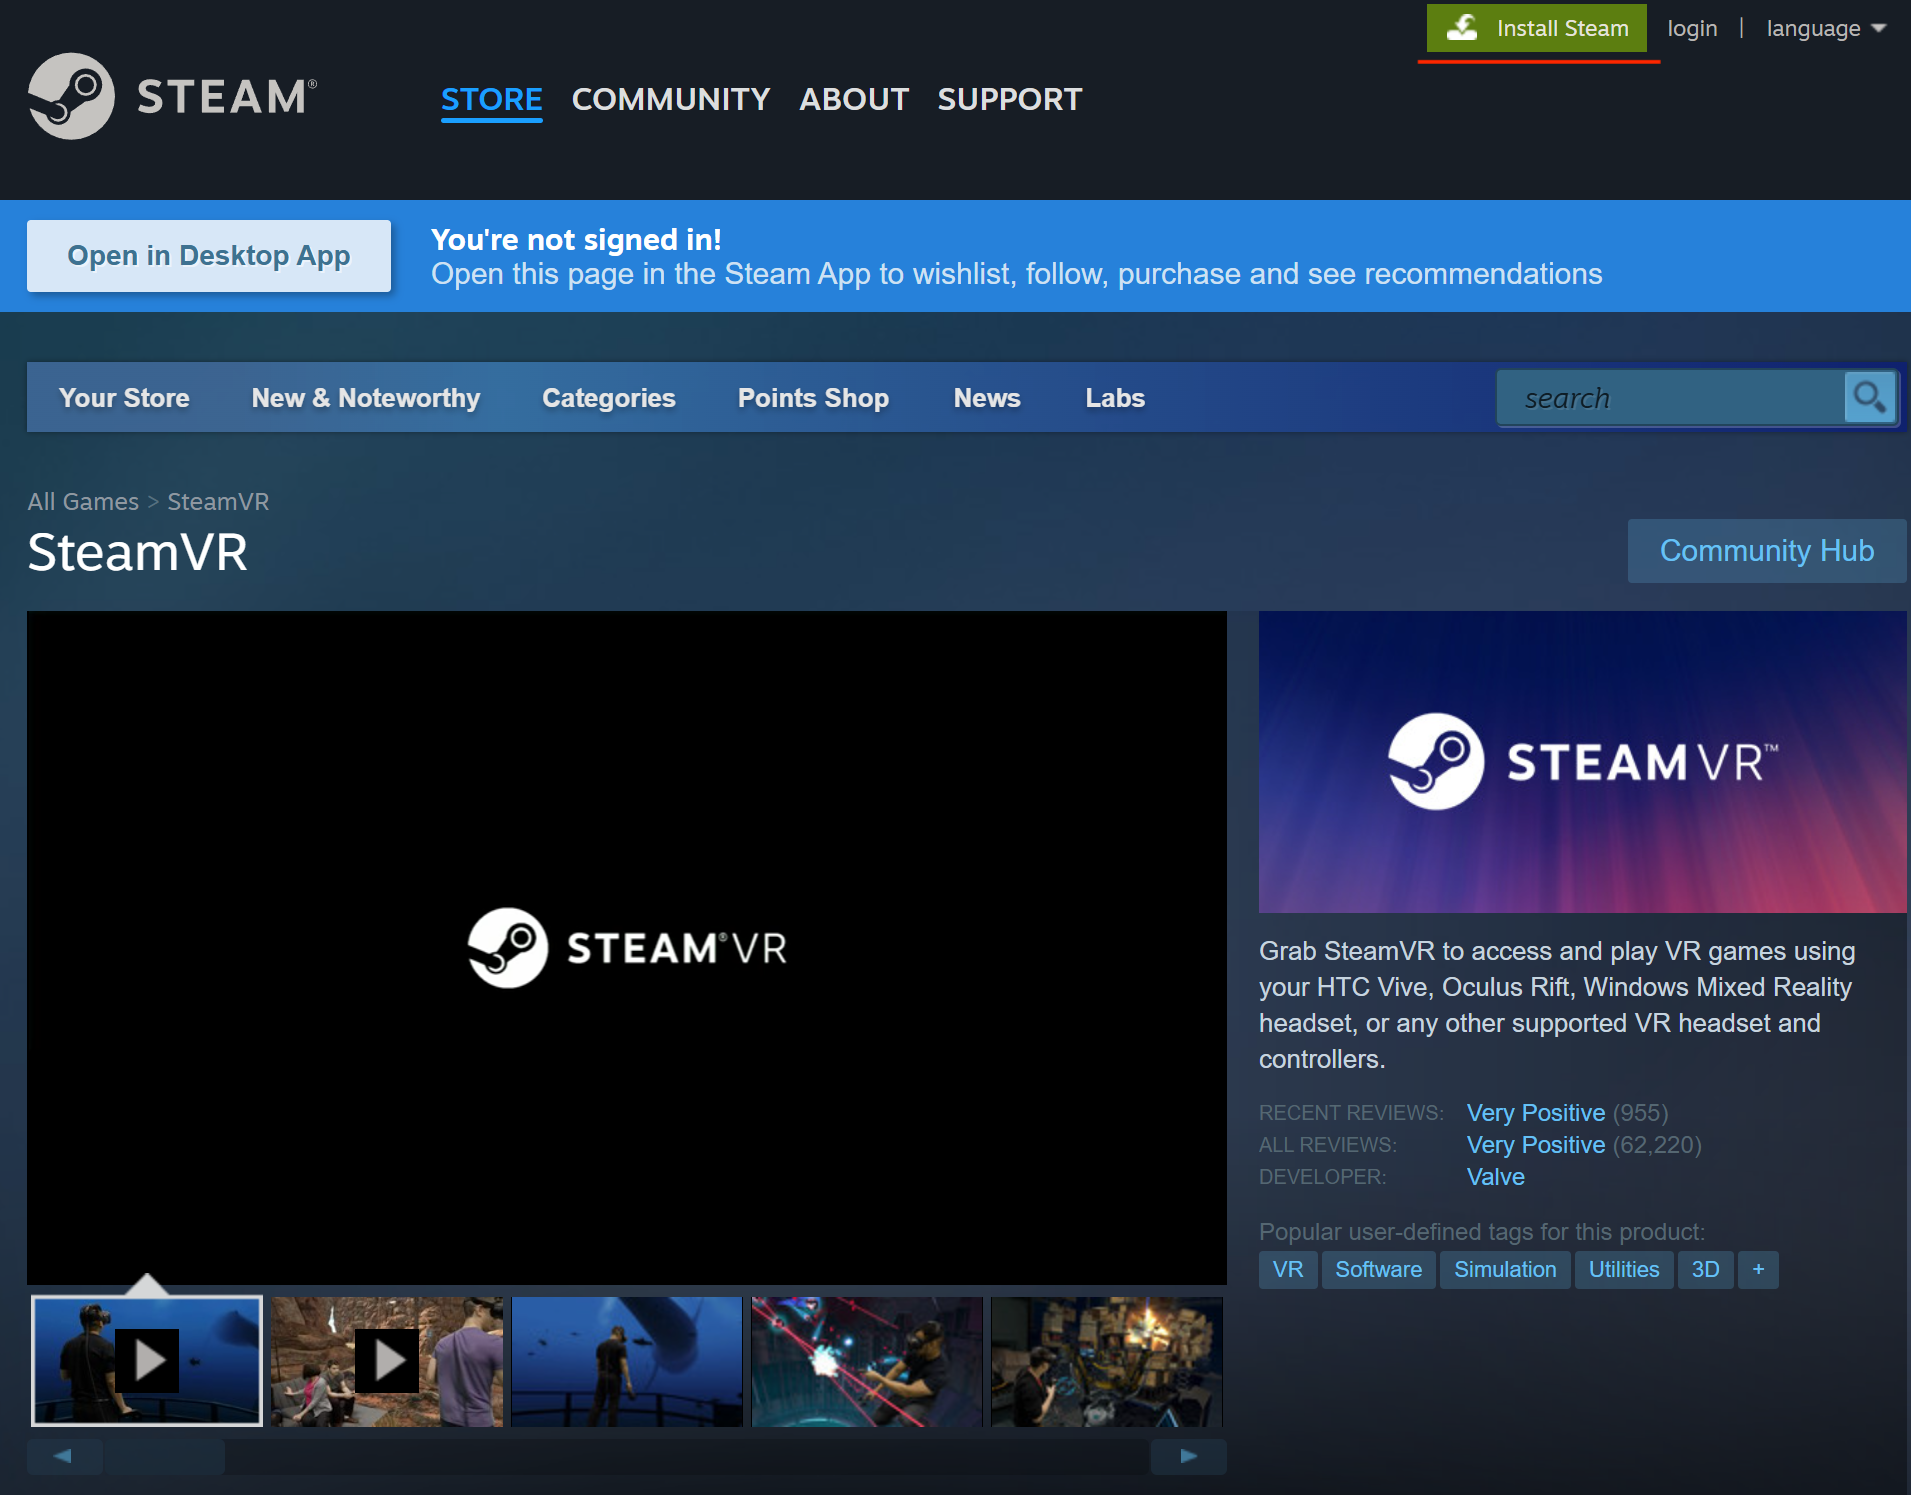 Install Steam login | language
STEAM®
STORE COMMUNITY ABOUT SUPPORT
Open in Desktop App
You're not signed in!
Open this page in the Steam App to wishlist, follow, purchase and see recommendations
Your Store New & Noteworthy Categories Points Shop News Labs search
All Games > SteamVR
SteamVR
Community Hub
STEAM®VR
STEAMVR™
Grab SteamVR to access and play VR games using
your HTC Vive, Oculus Rift, Windows Mixed Reality
headset, or any other supported VR headset and
controllers.
RECENT REVIEWS: Very Positive (955)
ALL REVIEWS: Very Positive (62,220)
DEVELOPER: Valve
Popular user-defined tags for this product:
VR Software Simulation Utilities 3D +